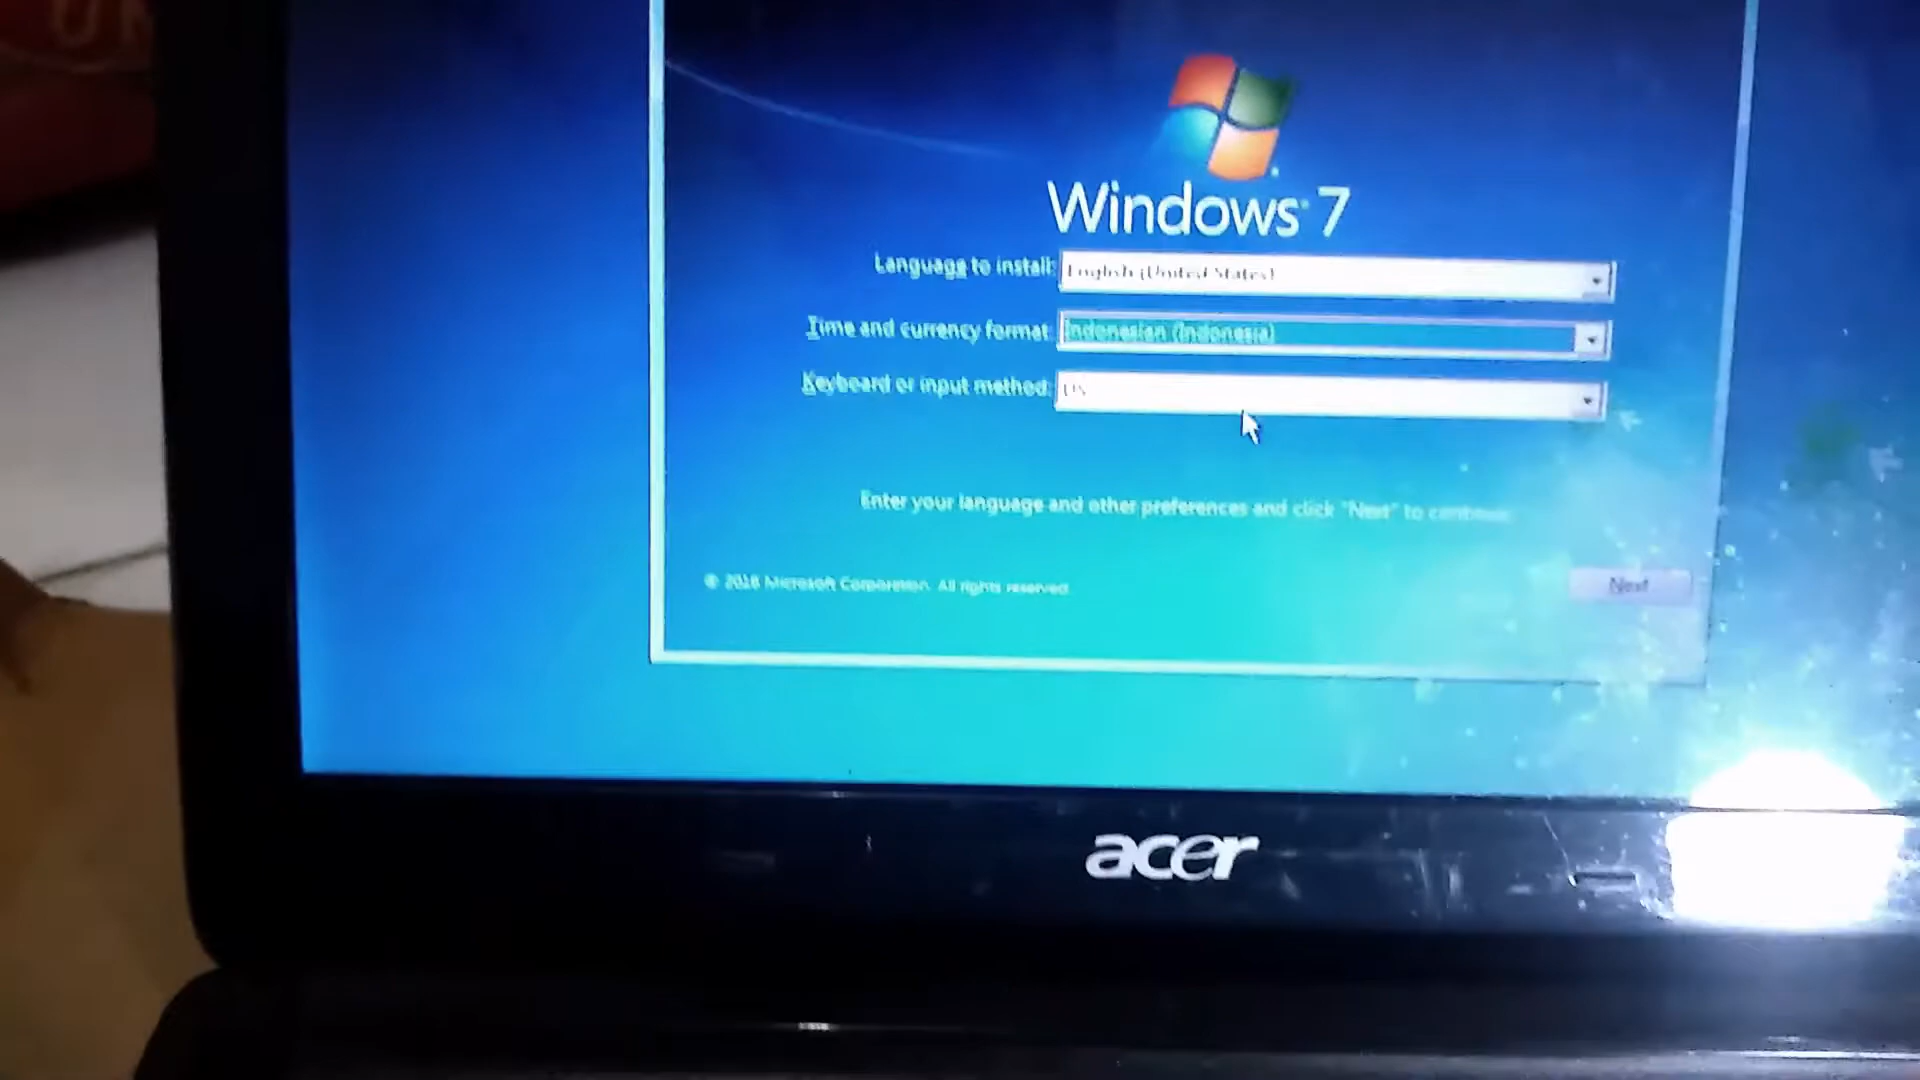 Windows 7
Language to install: English (United States)
Time and currency format: Indonesian (Indonesia)
Keyboard or input method: US
Enter your language and other preferences and click "Next" to continue.
Microsoft Corporation. All rights reserved.
Next
acer